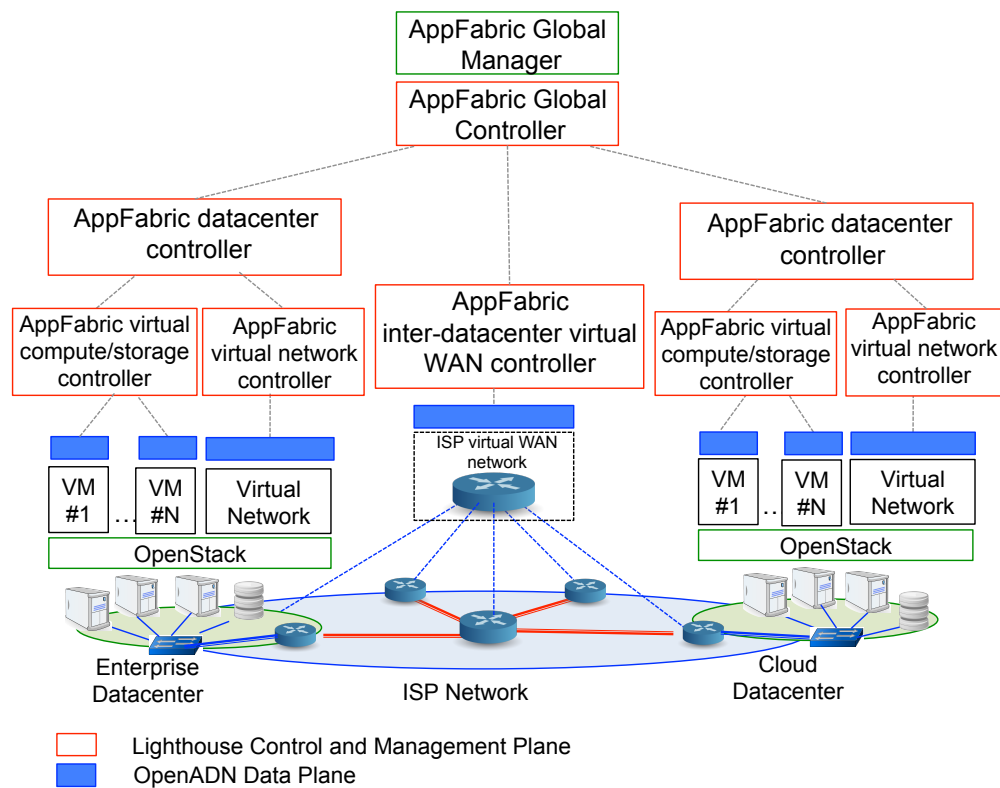 AppFabric Global
Manager
AppFabric Global
Controller
AppFabric datacenter
controller
AppFabric datacenter
controller
AppFabric virtual
compute/storage
controller
AppFabric
virtual network
controller
AppFabric
inter-datacenter virtual
WAN controller
AppFabric virtual
compute/storage
controller
AppFabric
virtual network
controller
ISP virtual WAN
network
VM
#1
...
VM
#N
Virtual
Network
OpenStack
VM
#1
..
VM
#N
Virtual
Network
OpenStack
Enterprise
Datacenter
ISP Network
Cloud
Datacenter
Lighthouse Control and Management Plane
OpenADN Data Plane